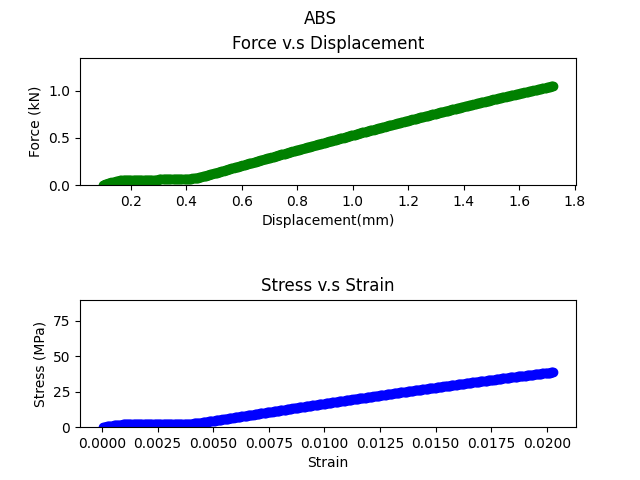 ABS
Force v.s Displacement
Force (kN)
1.0
0.5
0.0
0.2 0.4 0.6 0.8 1.0 1.2 1.4 1.6 1.8
Displacement(mm)
Stress v.s Strain
Stress (MPa)
75
50
25
0
0.0000 0.0025 0.0050 0.0075 0.0100 0.0125 0.0150 0.0175 0.0200
Strain